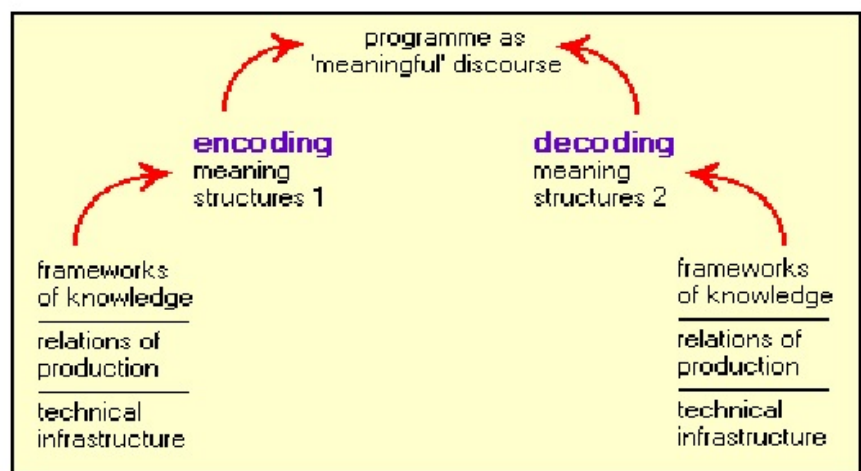 programme as
'meaningful' discourse
encoding
meaning
structures 1
decoding
meaning
structures 2
frameworks
of knowledge
relations of
production
technical
infrastructure
frameworks
of knowledge
relations of
production
technical
infrastructure